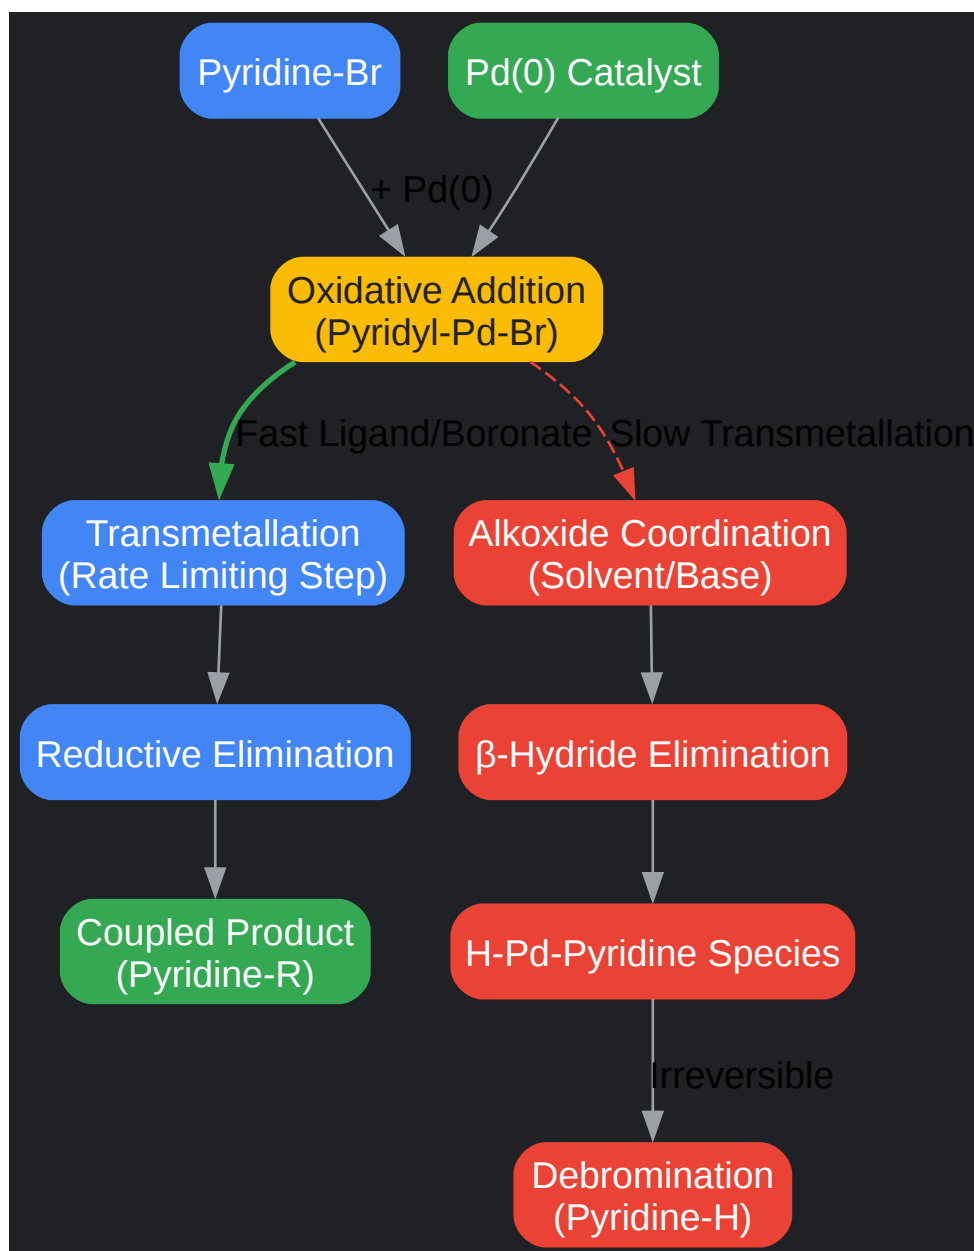 Pyridine-Br
Pd(0) Catalyst
+ Pd(0)
Oxidative Addition
(Pyridyl-Pd-Br)
Fast Ligand/Boronate
Slow Transmetallation
Transmetallation
(Rate Limiting Step)
Alkoxide Coordination
(Solvent/Base)
Reductive Elimination
β-Hydride Elimination
Coupled Product
(Pyridine-R)
H-Pd-Pyridine Species
Irreversible
Debromination
(Pyridine-H)